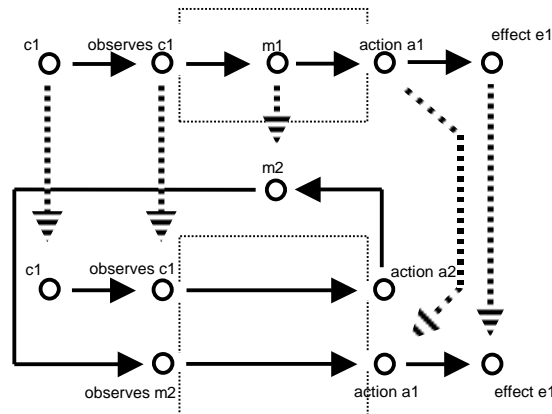 c1
observes c1
m1
action a1
effect e1
m2
c1
observes c1
action a2
observes m2
action a1
effect e1